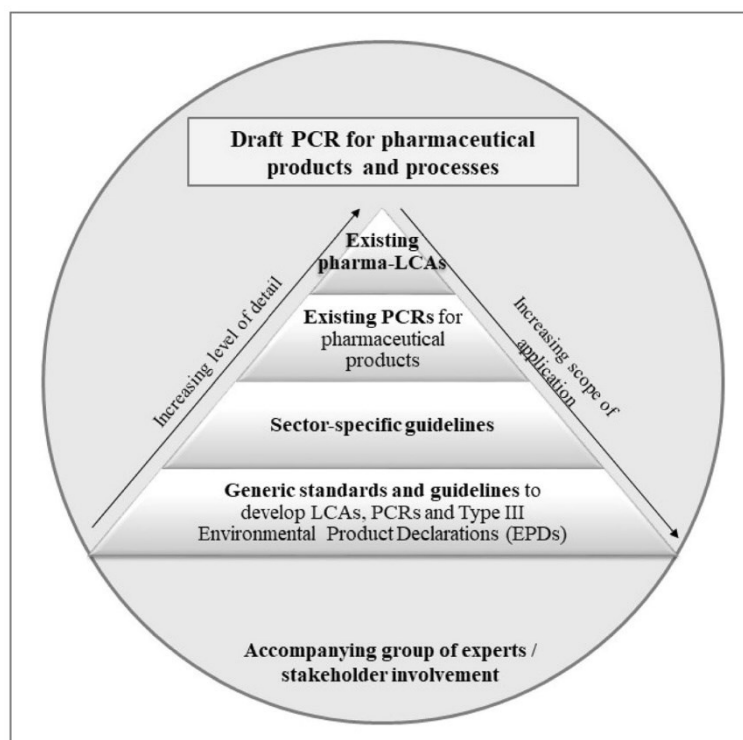 Draft PCR for pharmaceutical
products and processes
Existing
pharma-LCAs
Increasing level of detail
Increasing scope of
application
Existing PCRs for
pharmaceutical
products
Sector-specific guidelines
Generic standards and guidelines to
develop LCAs, PCRs and Type III
Environmental Product Declarations (EPDs)
Accompanying group of experts /
stakeholder involvement